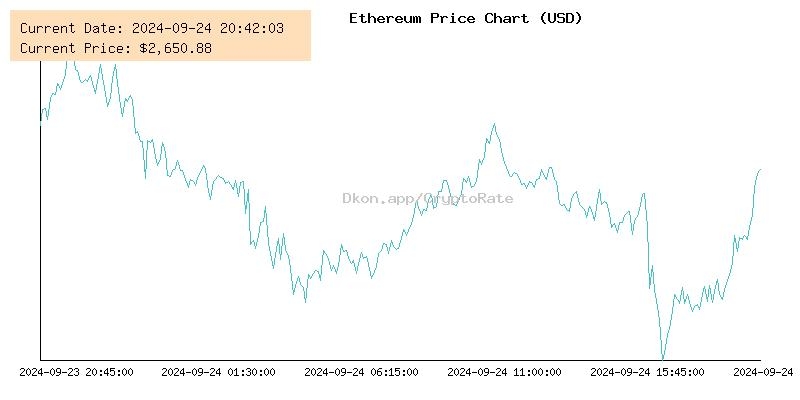 Ethereum Price Chart (USD)
Current Date: 2024-09-24 20:42:03
Current Price: $2,650.88
Dkon.app/CryptoRate
2024-09-23 20:45:00 2024-09-24 01:30:00 2024-09-24 06:15:00 2024-09-24 11:00:00 2024-09-24 15:45:00 2024-09-24